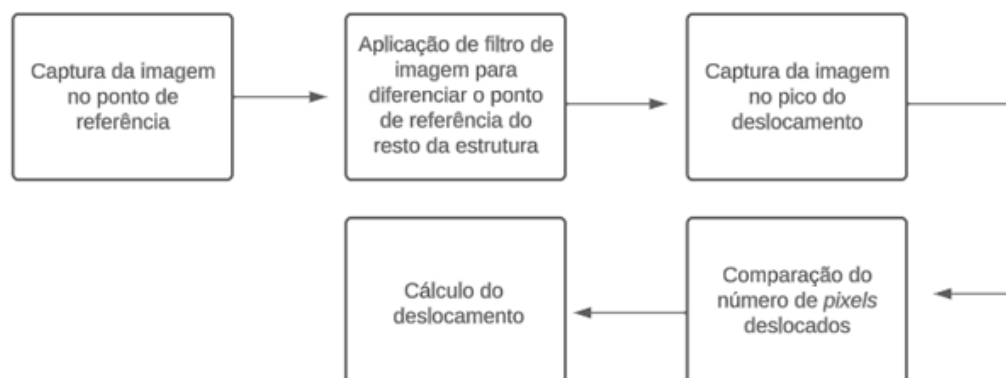 Captura da imagem
no ponto de
referência
Aplicação de filtro de
imagem para
diferenciar o ponto
de referência do
resto da estrutura
Captura da imagem
no pico do
deslocamento
Comparação do
número de pixels
deslocados
Cálculo do
deslocamento